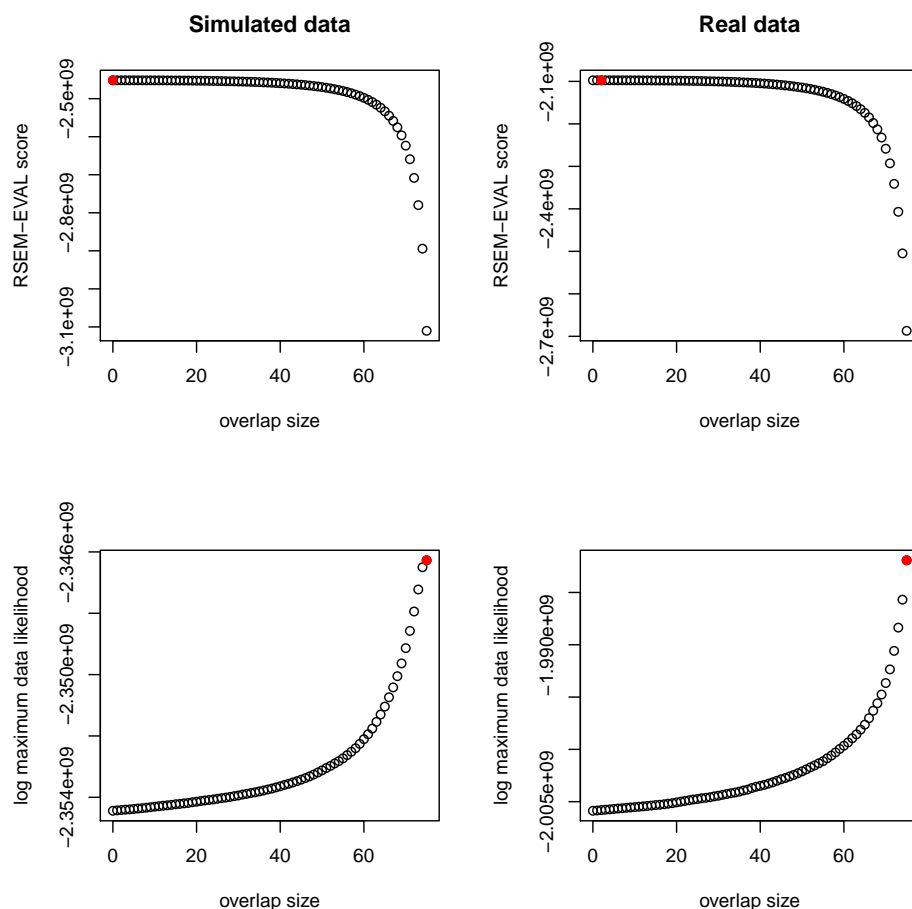 Simulated data
RSEM−EVAL score
−2.5e+09
−2.8e+09
−3.1e+09
0 20 40 60
overlap size
Real data
RSEM−EVAL score
−2.1e+09
−2.4e+09
−2.7e+09
0 20 40 60
overlap size
log maximum data likelihood
−2.346e+09
−2.350e+09
−2.354e+09
0 20 40 60
overlap size
log maximum data likelihood
−1.990e+09
−2.005e+09
0 20 40 60
overlap size